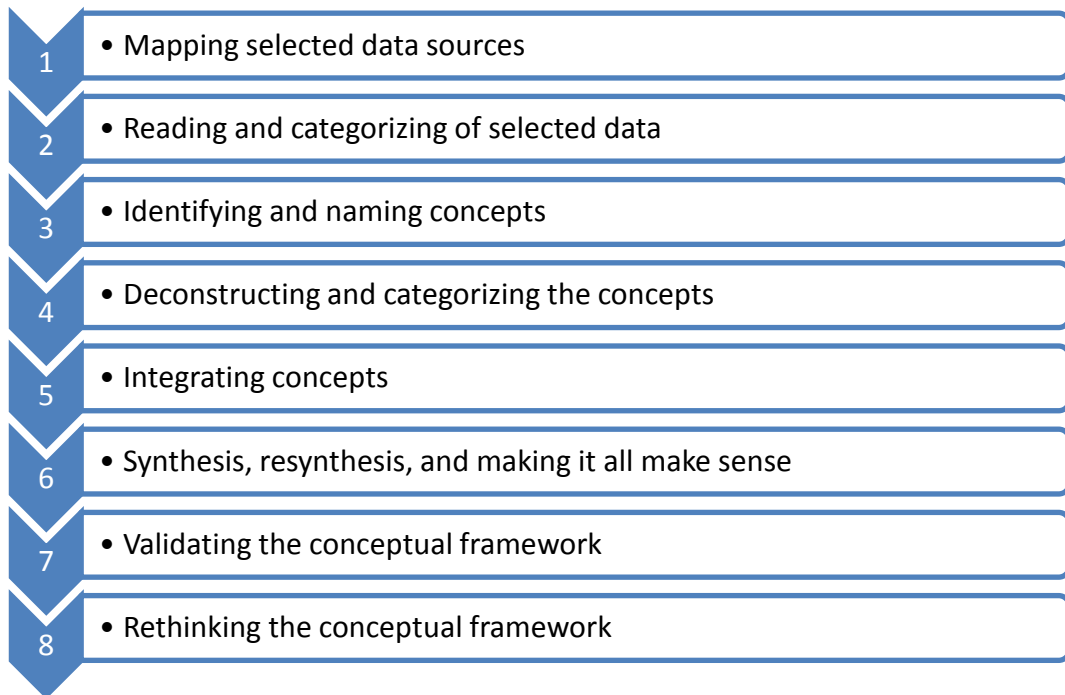 1 • Mapping selected data sources
2 • Reading and categorizing of selected data
3 • Identifying and naming concepts
4 • Deconstructing and categorizing the concepts
5 • Integrating concepts
6 • Synthesis, resynthesis, and making it all make sense
7 • Validating the conceptual framework
8 • Rethinking the conceptual framework